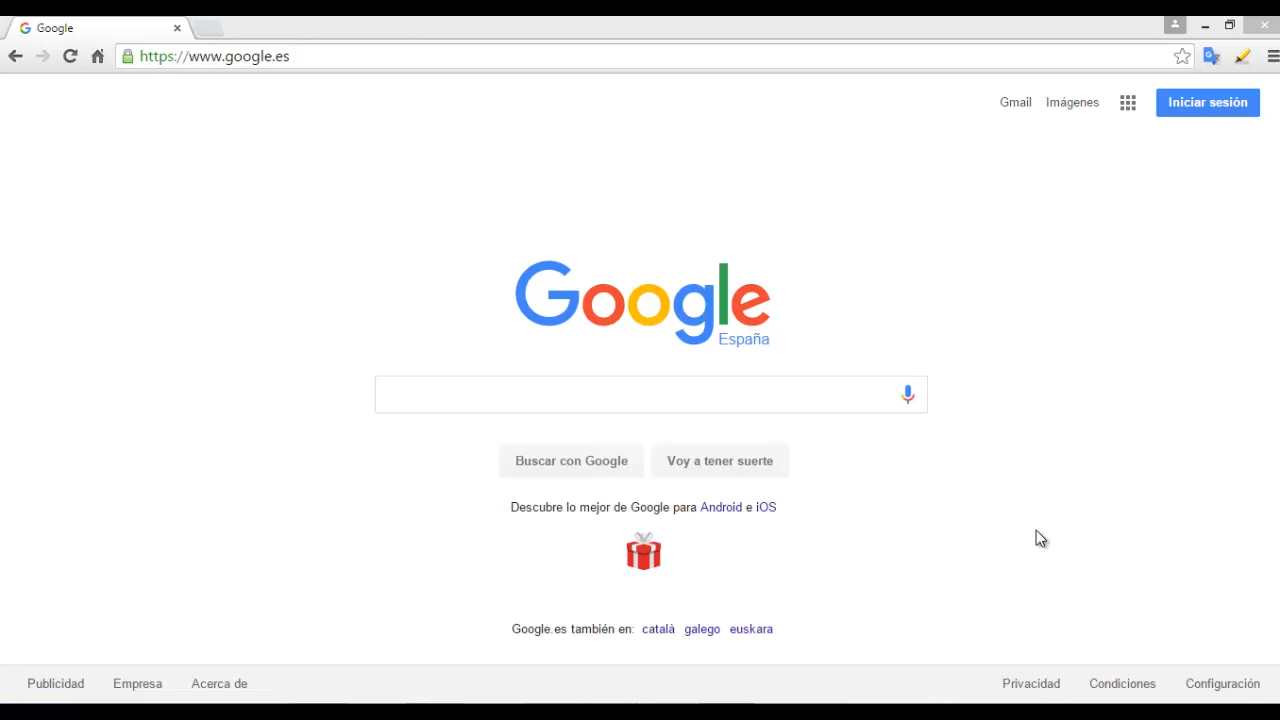 Google
https://www.google.es
Gmail Imágenes Iniciar sesión
Google
España
Buscar con Google Voy a tener suerte
Descubre lo mejor de Google para Android e iOS
Google.es también en: català galego euskara
Publicidad Empresa Acerca de Privacidad Condiciones Configuración